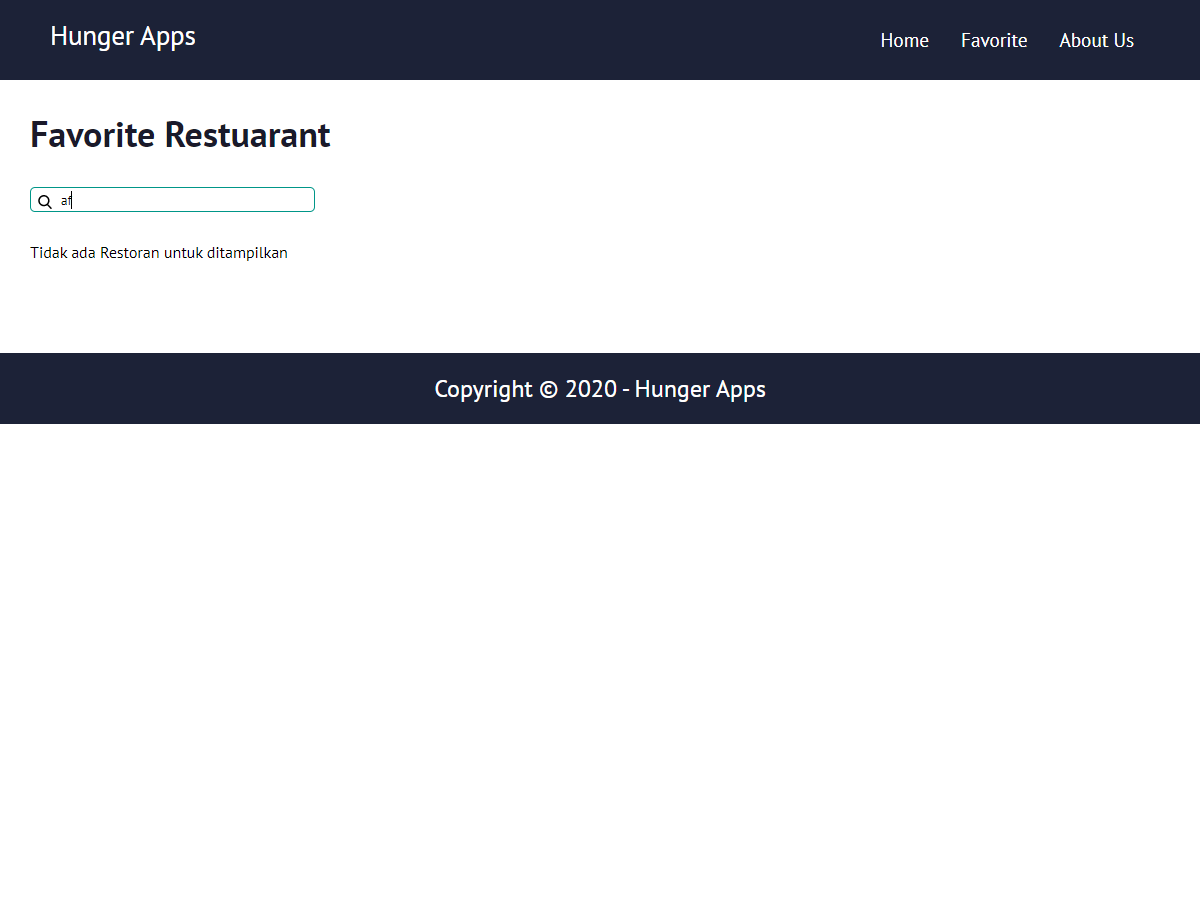 Hunger Apps
Home Favorite About Us
Favorite Restuarant
af
Tidak ada Restoran untuk ditampilkan
Copyright © 2020 - Hunger Apps